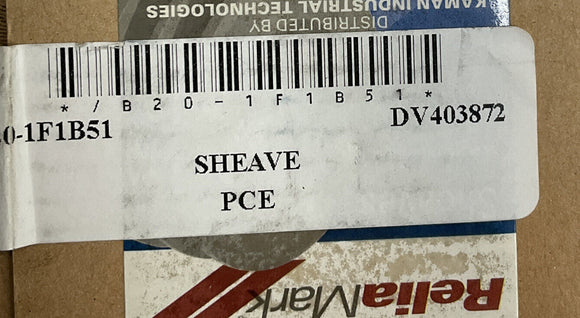 DISTRIBUTED BY
KAMAN INDUSTRIAL TECHNOLOGIES
*/B20-1F1B51*
0-1F1B51
DV403872
SHEAVE
PCE
ReliaMark